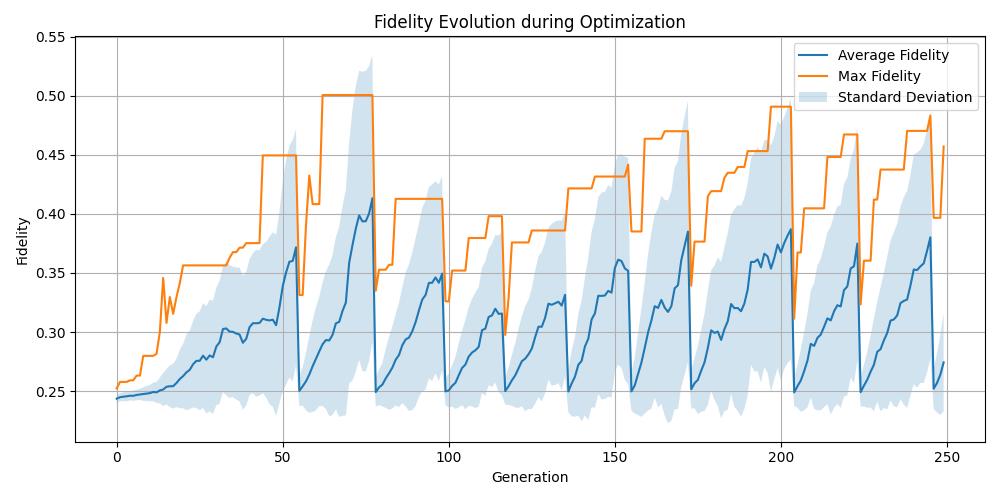 Fidelity Evolution during Optimization
Average Fidelity
Max Fidelity
Standard Deviation
Fidelity
0.55
0.50
0.45
0.40
0.35
0.30
0.25
0 50 100 150 200 250
Generation